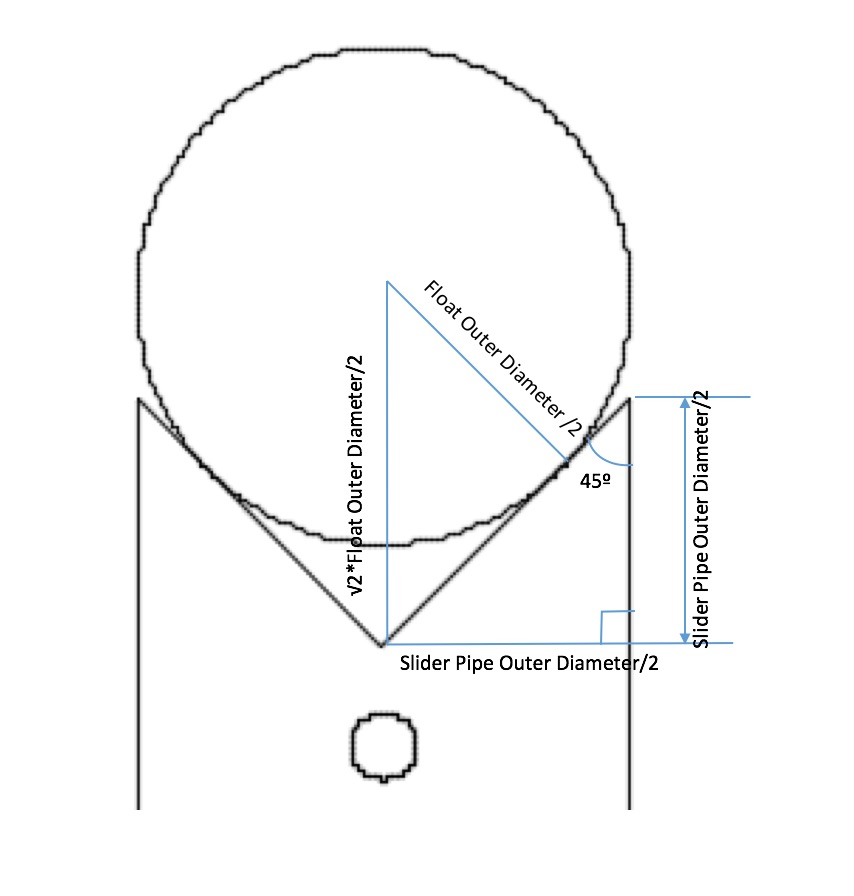 Float Outer Diameter /2
√2*Float Outer Diameter/2
45º
Slider Pipe Outer Diameter/2
Slider Pipe Outer Diameter/2